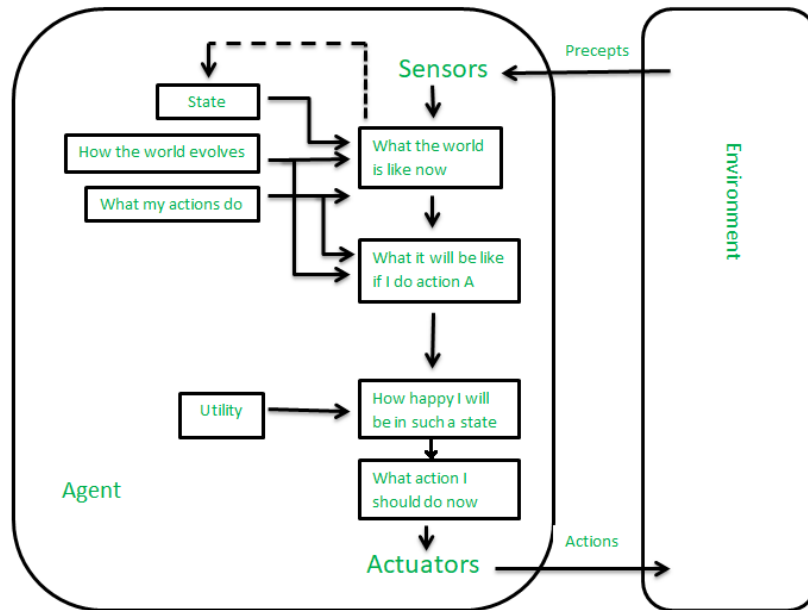 Precepts
Sensors
State
How the world evolves
What the world
is like now
What my actions do
Environment
What it will be like
if I do action A
How happy I will
be in such a state
Utility
What action I
should do now
Agent
Actions
Actuators